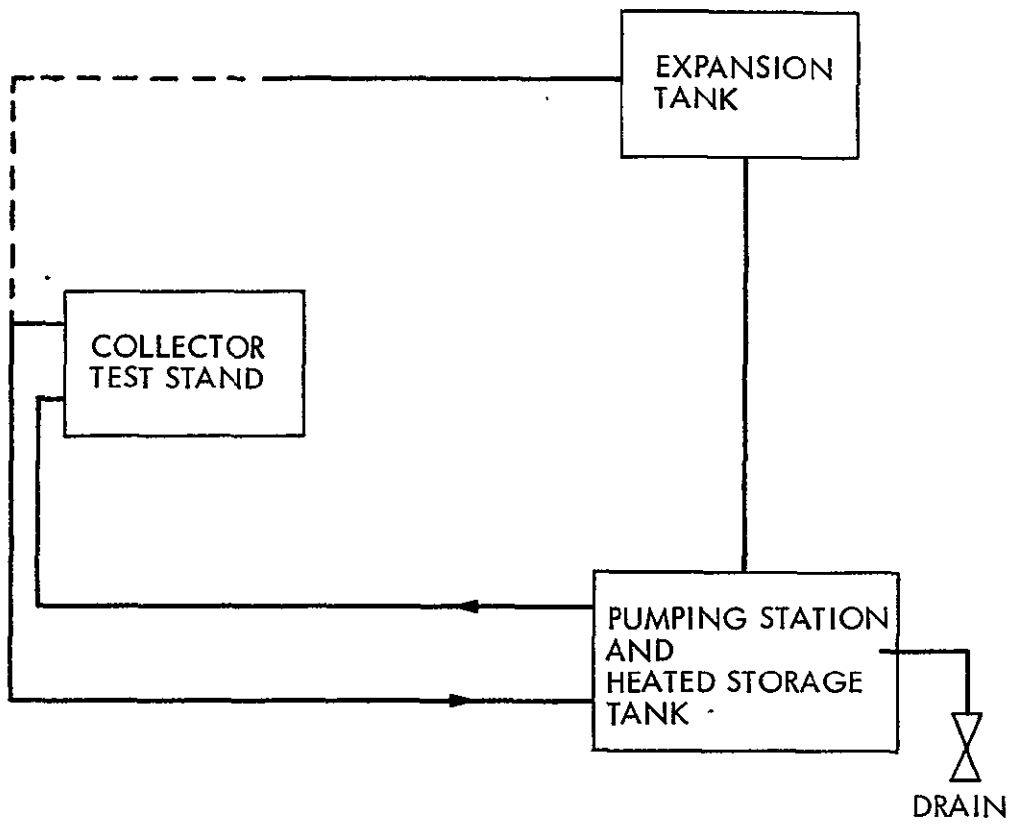 EXPANSION
TANK
COLLECTOR
TEST STAND
PUMPING STATION
AND
HEATED STORAGE
TANK
DRAIN